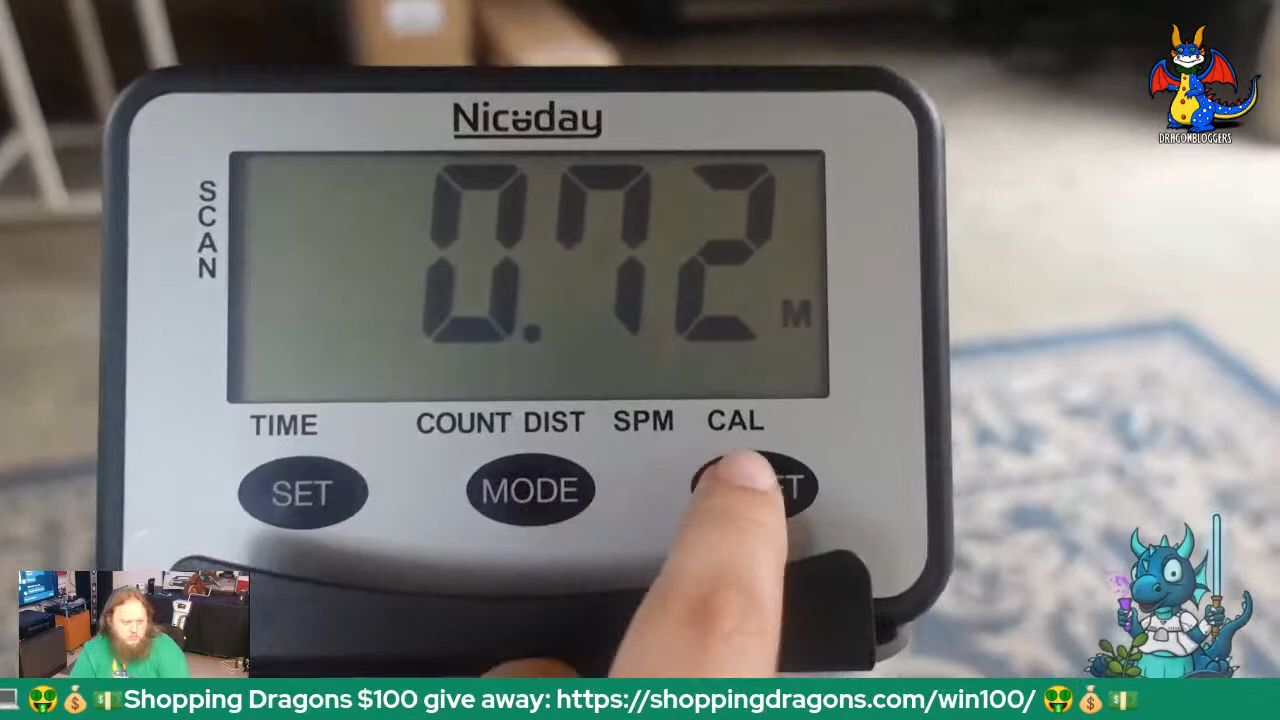 Niceday
SCAN
0.72 M
TIME COUNT DIST SPM CAL
SET MODE
DRAGONBLOGGERS
Shopping Dragons $100 give away: https://shoppingdragons.com/win100/